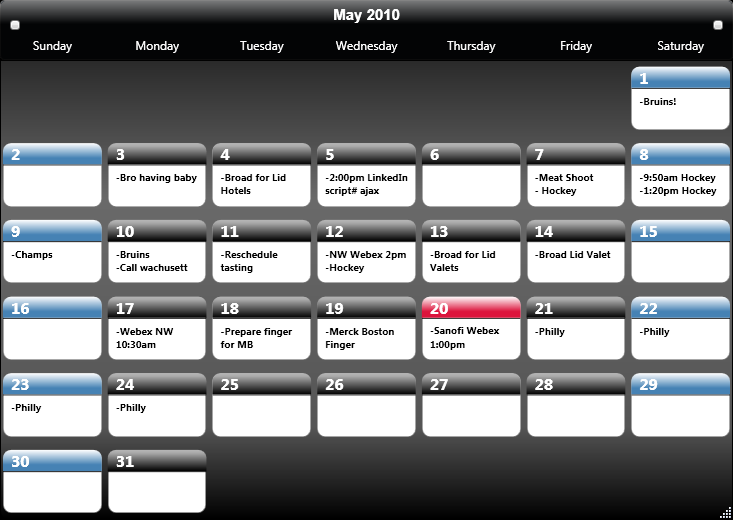 May 2010
Sunday Monday Tuesday Wednesday Thursday Friday Saturday
1
-Bruins!
2
3
-Bro having baby
4
-Broad for Lid
Hotels
5
-2:00pm LinkedIn
script# ajax
6
7
-Meat Shoot
- Hockey
8
-9:50am Hockey
-1:20pm Hockey
9
-Champs
10
-Bruins
-Call wachusett
11
-Reschedule
tasting
12
-NW Webex 2pm
-Hockey
13
-Broad for Lid
Valets
14
-Broad Lid Valet
15
16
17
-Webex NW
10:30am
18
-Prepare finger
for MB
19
-Merck Boston
Finger
20
-Sanofi Webex
1:00pm
21
-Philly
22
-Philly
23
-Philly
24
-Philly
25
26
27
28
29
30
31